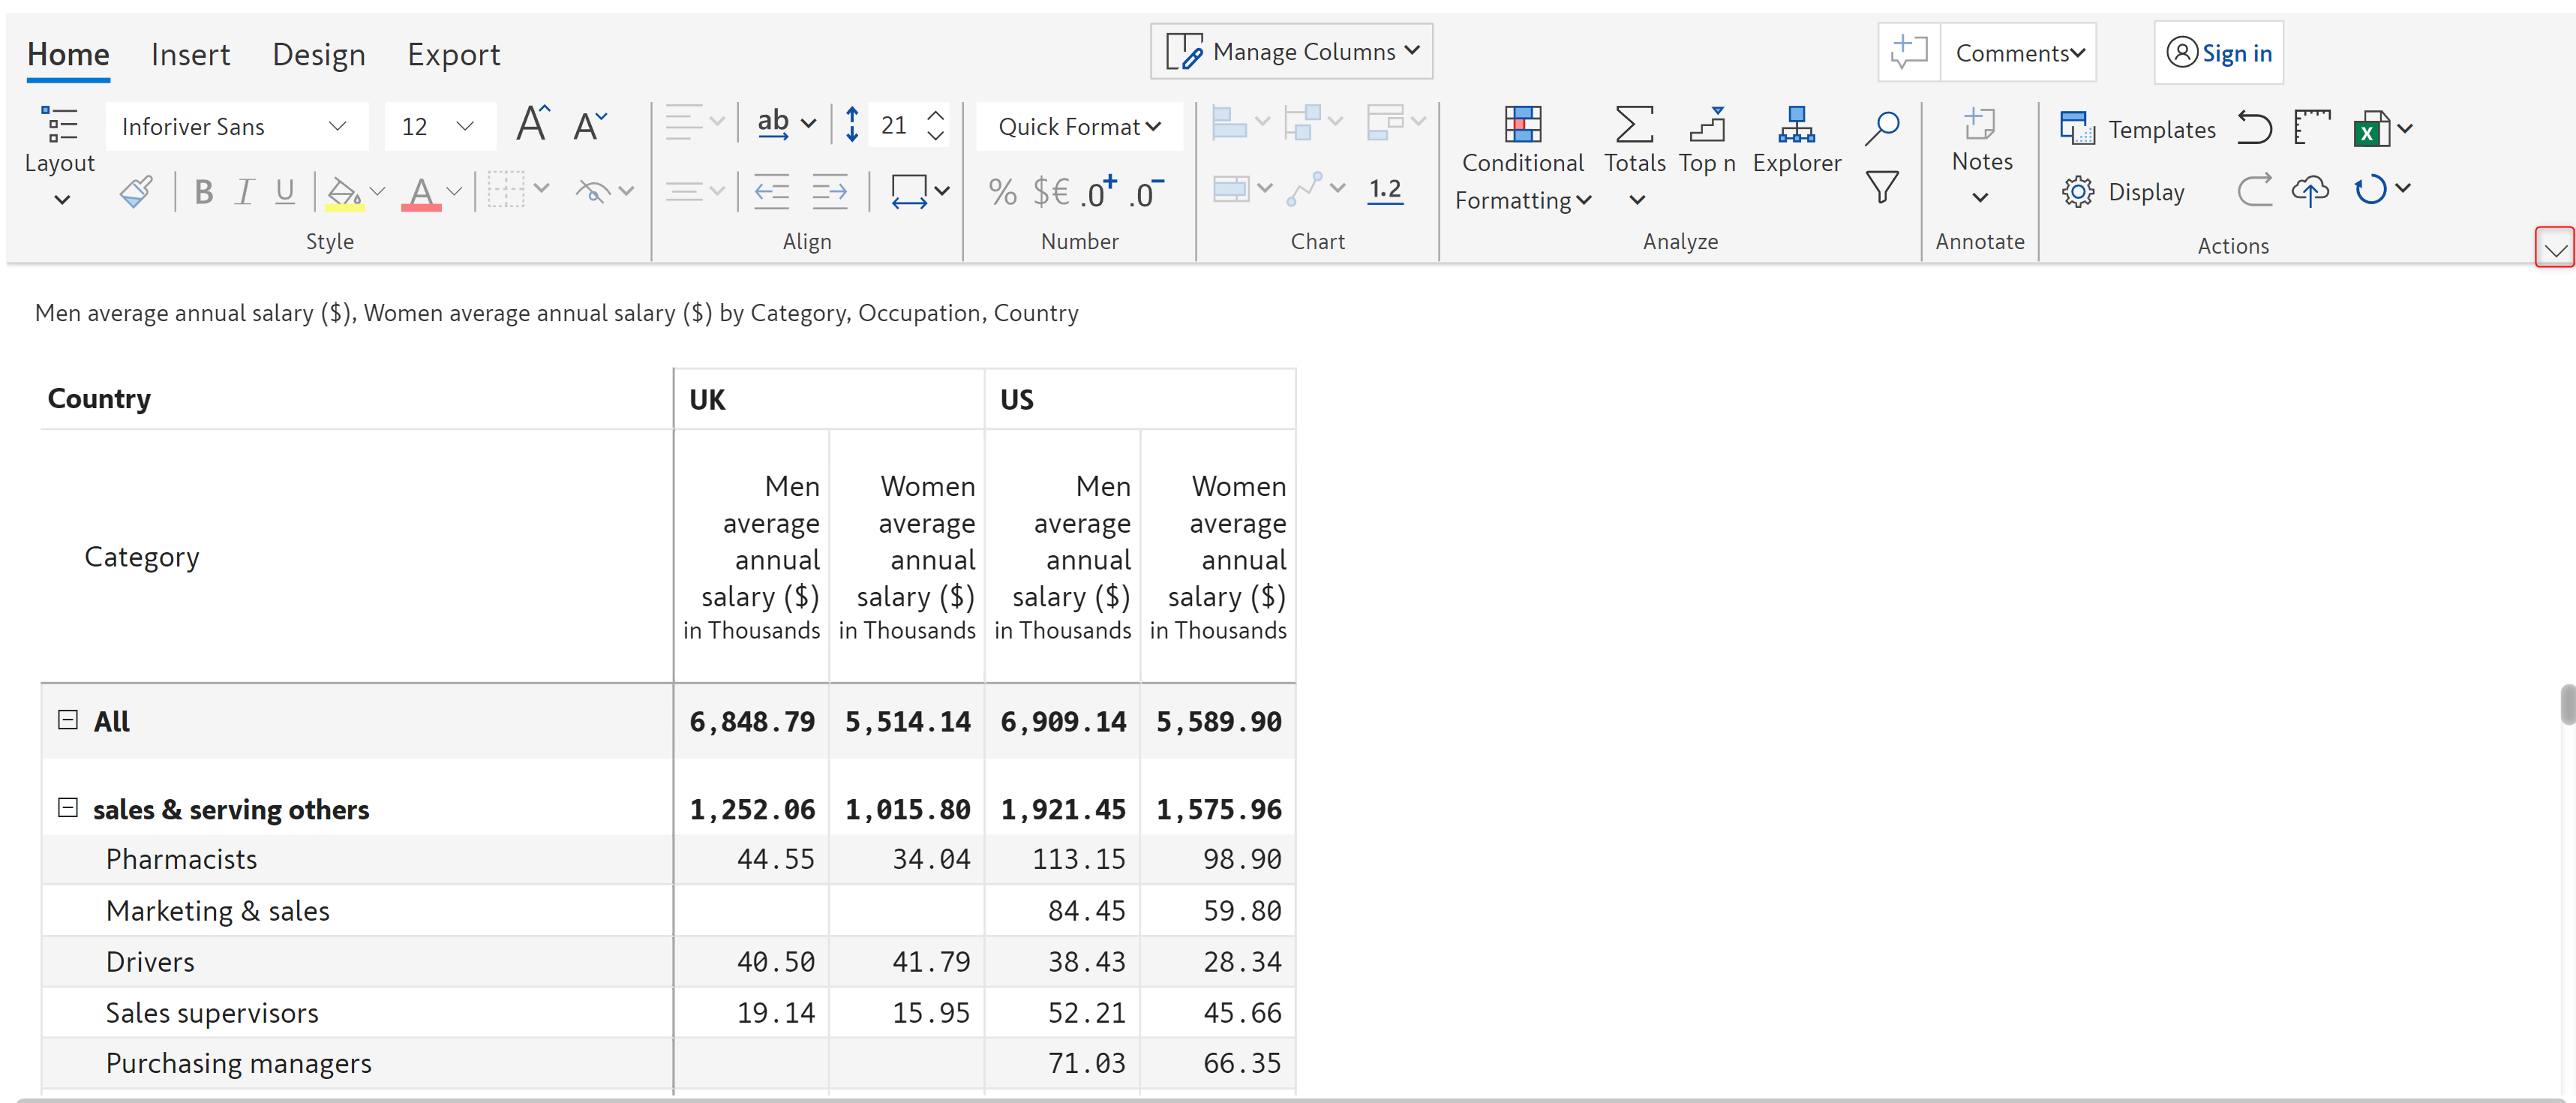 Home Insert Design Export Manage Columns Comments Sign in
Layout Inforiver Sans 12 A A ab 21 Quick Format Conditional Formatting Totals Top n Explorer Notes Templates
B I U A % $€ .0+ .0- 1.2 Display
Style Align Number Chart Analyze Annotate Actions
Men average annual salary ($), Women average annual salary ($) by Category, Occupation, Country
Country UK US
Category
Men average annual salary ($) in Thousands
Women average annual salary ($) in Thousands
Men average annual salary ($) in Thousands
Women average annual salary ($) in Thousands
All 6,848.79 5,514.14 6,909.14 5,589.90
sales & serving others 1,252.06 1,015.80 1,921.45 1,575.96
Pharmacists 44.55 34.04 113.15 98.90
Marketing & sales 84.45 59.80
Drivers 40.50 41.79 38.43 28.34
Sales supervisors 19.14 15.95 52.21 45.66
Purchasing managers 71.03 66.35